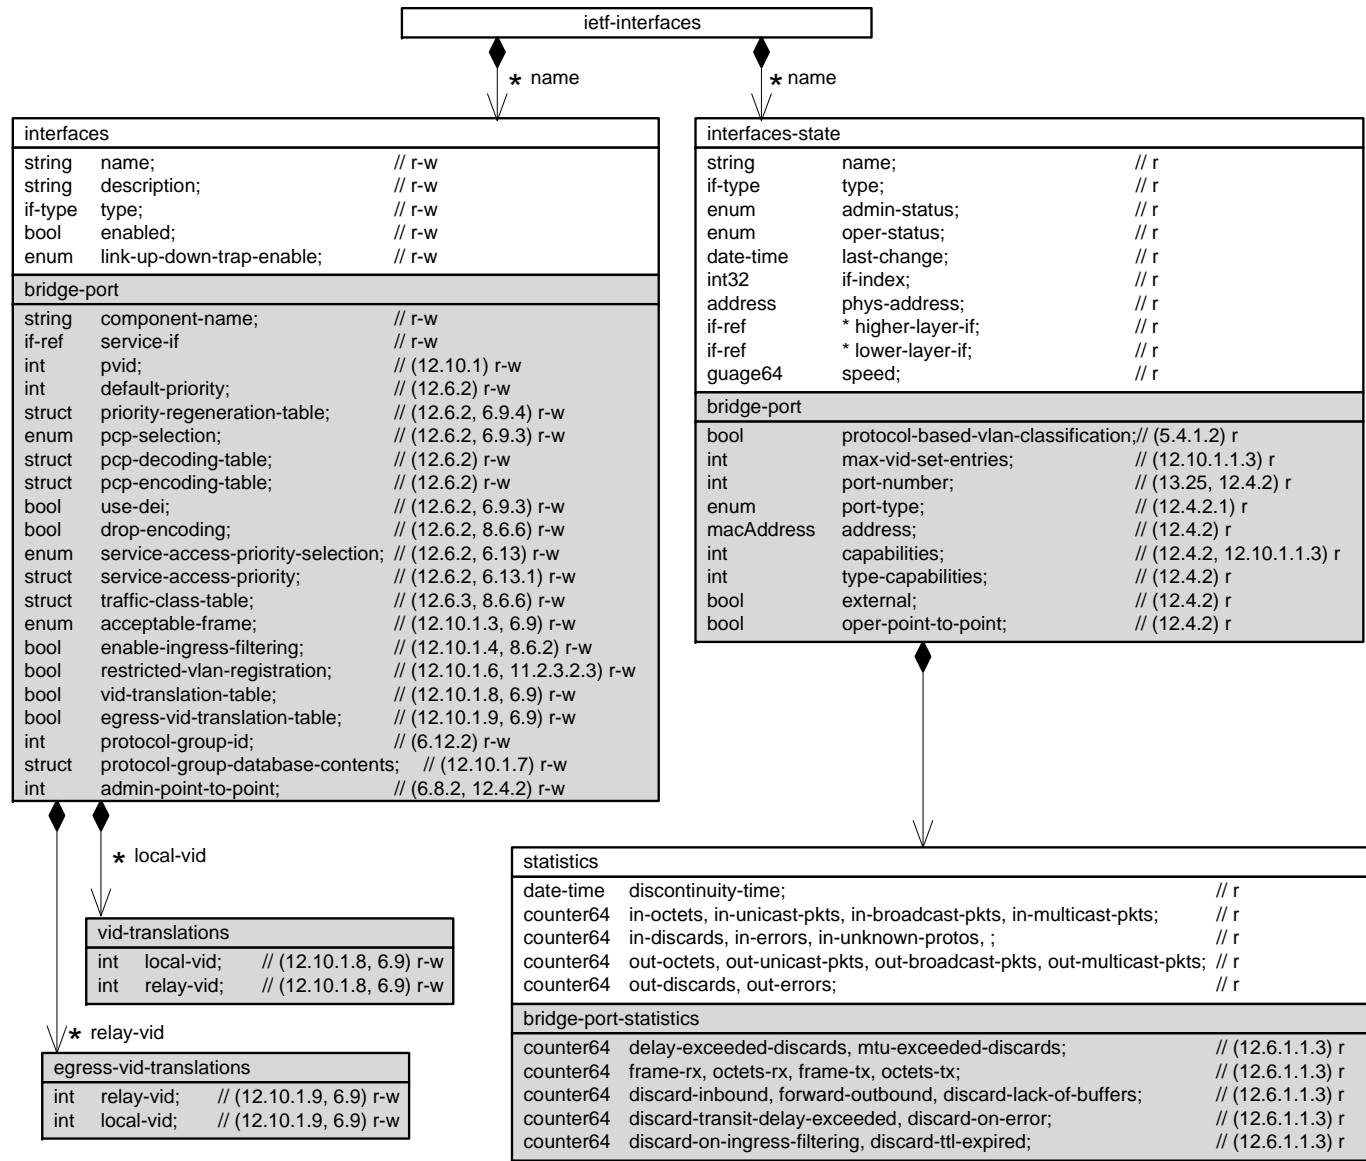 ietf-interfaces
* name
* name
interfaces
string name; // r-w
string description; // r-w
if-type type; // r-w
bool enabled; // r-w
enum link-up-down-trap-enable; // r-w
bridge-port
string component-name; // r-w
if-ref service-if // r-w
int pvid; // (12.10.1) r-w
int default-priority; // (12.6.2) r-w
struct priority-regeneration-table; // (12.6.2, 6.9.4) r-w
enum pcp-selection; // (12.6.2, 6.9.3) r-w
struct pcp-decoding-table; // (12.6.2) r-w
struct pcp-encoding-table; // (12.6.2) r-w
bool use-dei; // (12.6.2, 6.9.3) r-w
bool drop-encoding; // (12.6.2, 8.6.6) r-w
enum service-access-priority-selection; // (12.6.2, 6.13) r-w
struct service-access-priority; // (12.6.2, 6.13.1) r-w
struct traffic-class-table; // (12.6.3, 8.6.6) r-w
enum acceptable-frame; // (12.10.1.3, 6.9) r-w
bool enable-ingress-filtering; // (12.10.1.4, 8.6.2) r-w
bool restricted-vlan-registration; // (12.10.1.6, 11.2.3.2.3) r-w
bool vid-translation-table; // (12.10.1.8, 6.9) r-w
bool egress-vid-translation-table; // (12.10.1.9, 6.9) r-w
int protocol-group-id; // (6.12.2) r-w
struct protocol-group-database-contents; // (12.10.1.7) r-w
int admin-point-to-point; // (6.8.2, 12.4.2) r-w
interfaces-state
string name; // r
if-type type; // r
enum admin-status; // r
enum oper-status; // r
date-time last-change; // r
int32 if-index; // r
address phys-address; // r
if-ref * higher-layer-if; // r
if-ref * lower-layer-if; // r
guage64 speed; // r
bridge-port
bool protocol-based-vlan-classification;// (5.4.1.2) r
int max-vid-set-entries; // (12.10.1.1.3) r
int port-number; // (13.25, 12.4.2) r
enum port-type; // (12.4.2.1) r
macAddress address; // (12.4.2) r
int capabilities; // (12.4.2, 12.10.1.1.3) r
int type-capabilities; // (12.4.2) r
bool external; // (12.4.2) r
bool oper-point-to-point; // (12.4.2) r
* local-vid
vid-translations
int local-vid; // (12.10.1.8, 6.9) r-w
int relay-vid; // (12.10.1.8, 6.9) r-w
* relay-vid
egress-vid-translations
int relay-vid; // (12.10.1.9, 6.9) r-w
int local-vid; // (12.10.1.9, 6.9) r-w
statistics
date-time discontinuity-time; // r
counter64 in-octets, in-unicast-pkts, in-broadcast-pkts, in-multicast-pkts; // r
counter64 in-discards, in-errors, in-unknown-protos, ; // r
counter64 out-octets, out-unicast-pkts, out-broadcast-pkts, out-multicast-pkts; // r
counter64 out-discards, out-errors; // r
bridge-port-statistics
counter64 delay-exceeded-discards, mtu-exceeded-discards; // (12.6.1.1.3) r
counter64 frame-rx, octets-rx, frame-tx, octets-tx; // (12.6.1.1.3) r
counter64 discard-inbound, forward-outbound, discard-lack-of-buffers; // (12.6.1.1.3) r
counter64 discard-transit-delay-exceeded, discard-on-error; // (12.6.1.1.3) r
counter64 discard-on-ingress-filtering, discard-ttl-expired; // (12.6.1.1.3) r